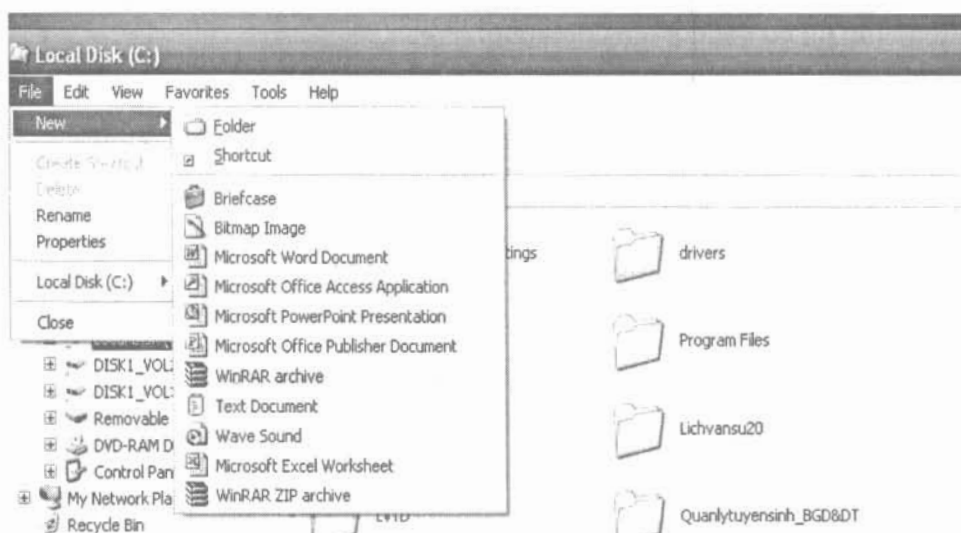 Local Disk (C:)
File Edit View Favorites Tools Help
New
Create Shortcut
Delete
Rename
Properties
Local Disk (C:)
Close
Folder
Shortcut
Briefcase
Bitmap Image
Microsoft Word Document
Microsoft Office Access Application
Microsoft PowerPoint Presentation
Microsoft Office Publisher Document
WinRAR archive
Text Document
Wave Sound
Microsoft Excel Worksheet
WinRAR ZIP archive
DISK1_VOL
DISK1_VOL
Removable
DVD-RAM D
Control Pan
My Network Pla
Recycle Bin
tings
drivers
Program Files
Lichvansu20
Quanlytuyensinh_BGD&DT